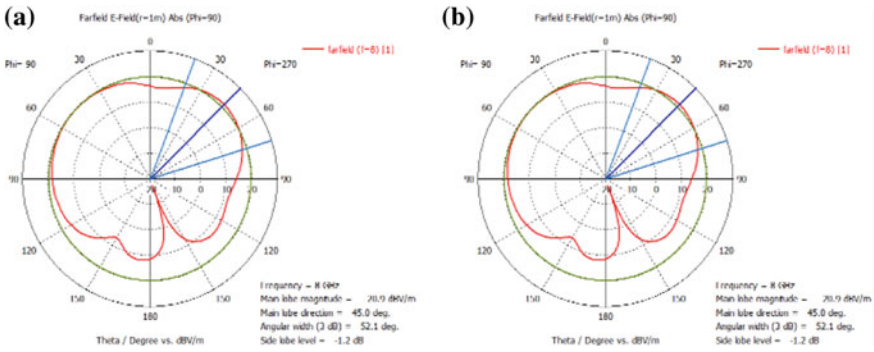 (a)
Farfield E-Field(r=1m) Abs (Phi=90)
farfield (f=8) [1]
Phi= 90
Phi=270
0
30
30
60
60
90
90
20
10
0
10
20
120
120
150
150
180
Frequency = 8 GHz
Main lobe magnitude = 20.9 dBV/m
Main lobe direction = 45.0 deg.
Angular width (3 dB) = 52.1 deg.
Side lobe level = -1.2 dB
Theta / Degree vs. dBV/m
(b)
Farfield E-Field(r=1m) Abs (Phi=90)
farfield (f=8) [1]
Phi= 90
Phi=270
0
30
30
60
60
90
90
20
10
0
10
20
120
120
150
150
180
Frequency = 8 GHz
Main lobe magnitude = 20.9 dBV/m
Main lobe direction = 45.0 deg.
Angular width (3 dB) = 52.1 deg.
Side lobe level = -1.2 dB
Theta / Degree vs. dBV/m